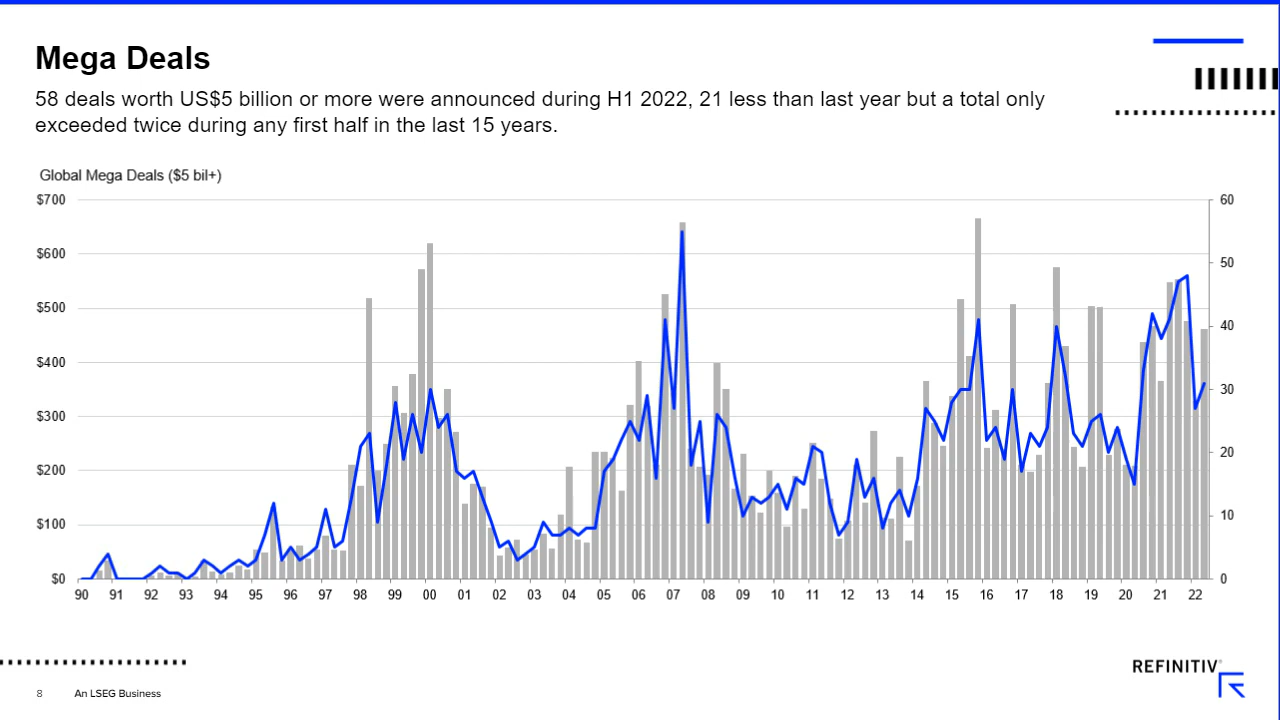 Mega Deals
58 deals worth US$5 billion or more were announced during H1 2022, 21 less than last year but a total only
exceeded twice during any first half in the last 15 years.
Global Mega Deals ($5 bil+)
$700
$600
$500
$400
$300
$200
$100
$0
60
50
40
30
20
10
0
90 91 92 93 94 95 96 97 98 99 00 01 02 03 04 05 06 07 08 09 10 11 12 13 14 15 16 17 18 19 20 21 22
REFINITIV®
8 An LSEG Business